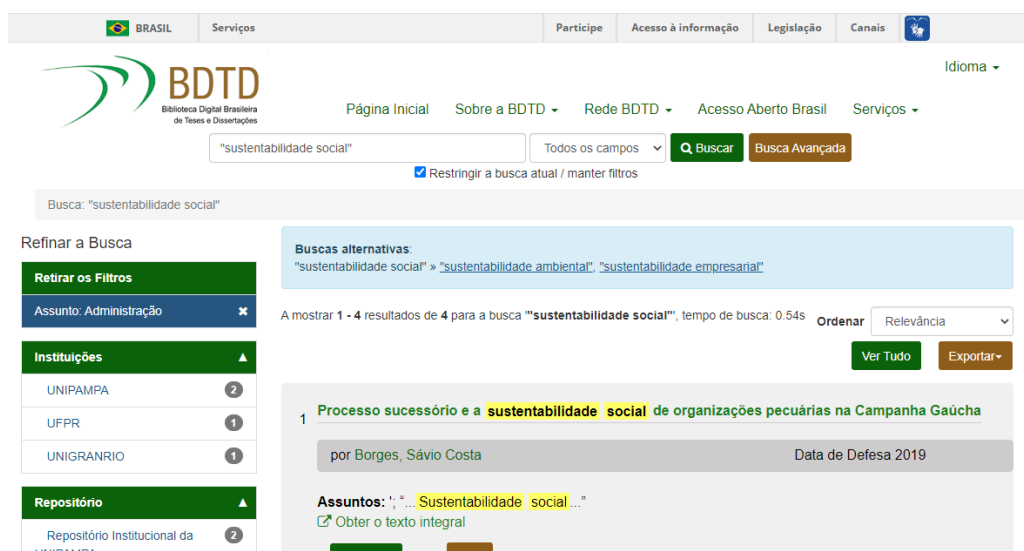 BRASIL Serviços Participe Acesso à informação Legislação Canais
Idioma
BDTD
Biblioteca Digital Brasileira
de Teses e Dissertações
Página Inicial Sobre a BDTD Rede BDTD Acesso Aberto Brasil Serviços
"sustentabilidade social" Todos os campos Buscar Busca Avançada
Restringir a busca atual / manter filtros
Busca: "sustentabilidade social"
Refinar a Busca
Retirar os Filtros
Assunto: Administração
Instituições
UNIPAMPA 2
UFPR 1
UNIGRANRIO 1
Repositório
Repositório Institucional da 2
Buscas alternativas:
"sustentabilidade social" » "sustentabilidade ambiental", "sustentabilidade empresarial"
A mostrar 1 - 4 resultados de 4 para a busca '"sustentabilidade social"', tempo de busca: 0.54s Ordenar Relevância
Ver Tudo Exportar
1 Processo sucessório e a sustentabilidade social de organizações pecuárias na Campanha Gaúcha
por Borges, Sávio Costa Data de Defesa 2019
Assuntos: '; “... Sustentabilidade social ...”
Obter o texto integral